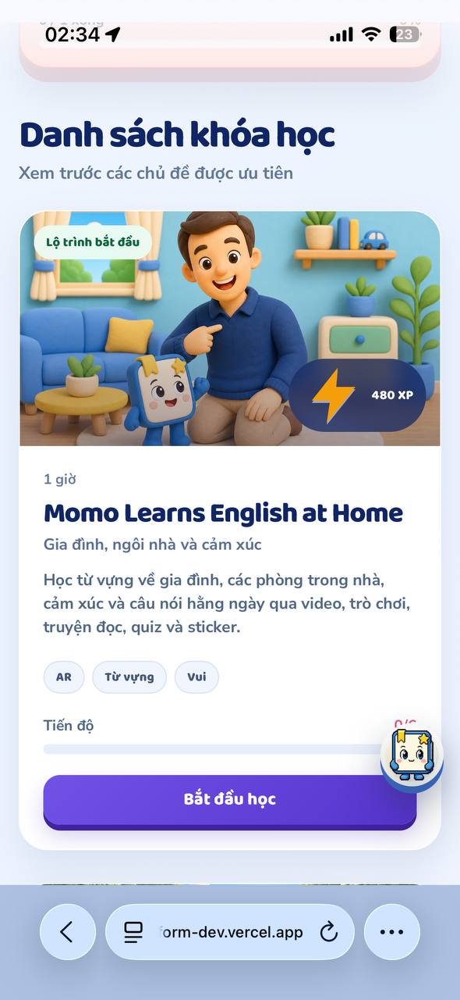 02:34
23
Danh sách khóa học
Xem trước các chủ đề được ưu tiên
Lộ trình bắt đầu
480 XP
1 giờ
Momo Learns English at Home
Gia đình, ngôi nhà và cảm xúc
Học từ vựng về gia đình, các phòng trong nhà,
cảm xúc và câu nói hằng ngày qua video, trò chơi,
truyện đọc, quiz và sticker.
AR
Từ vựng
Vui
Tiến độ
Bắt đầu học
orm-dev.vercel.app